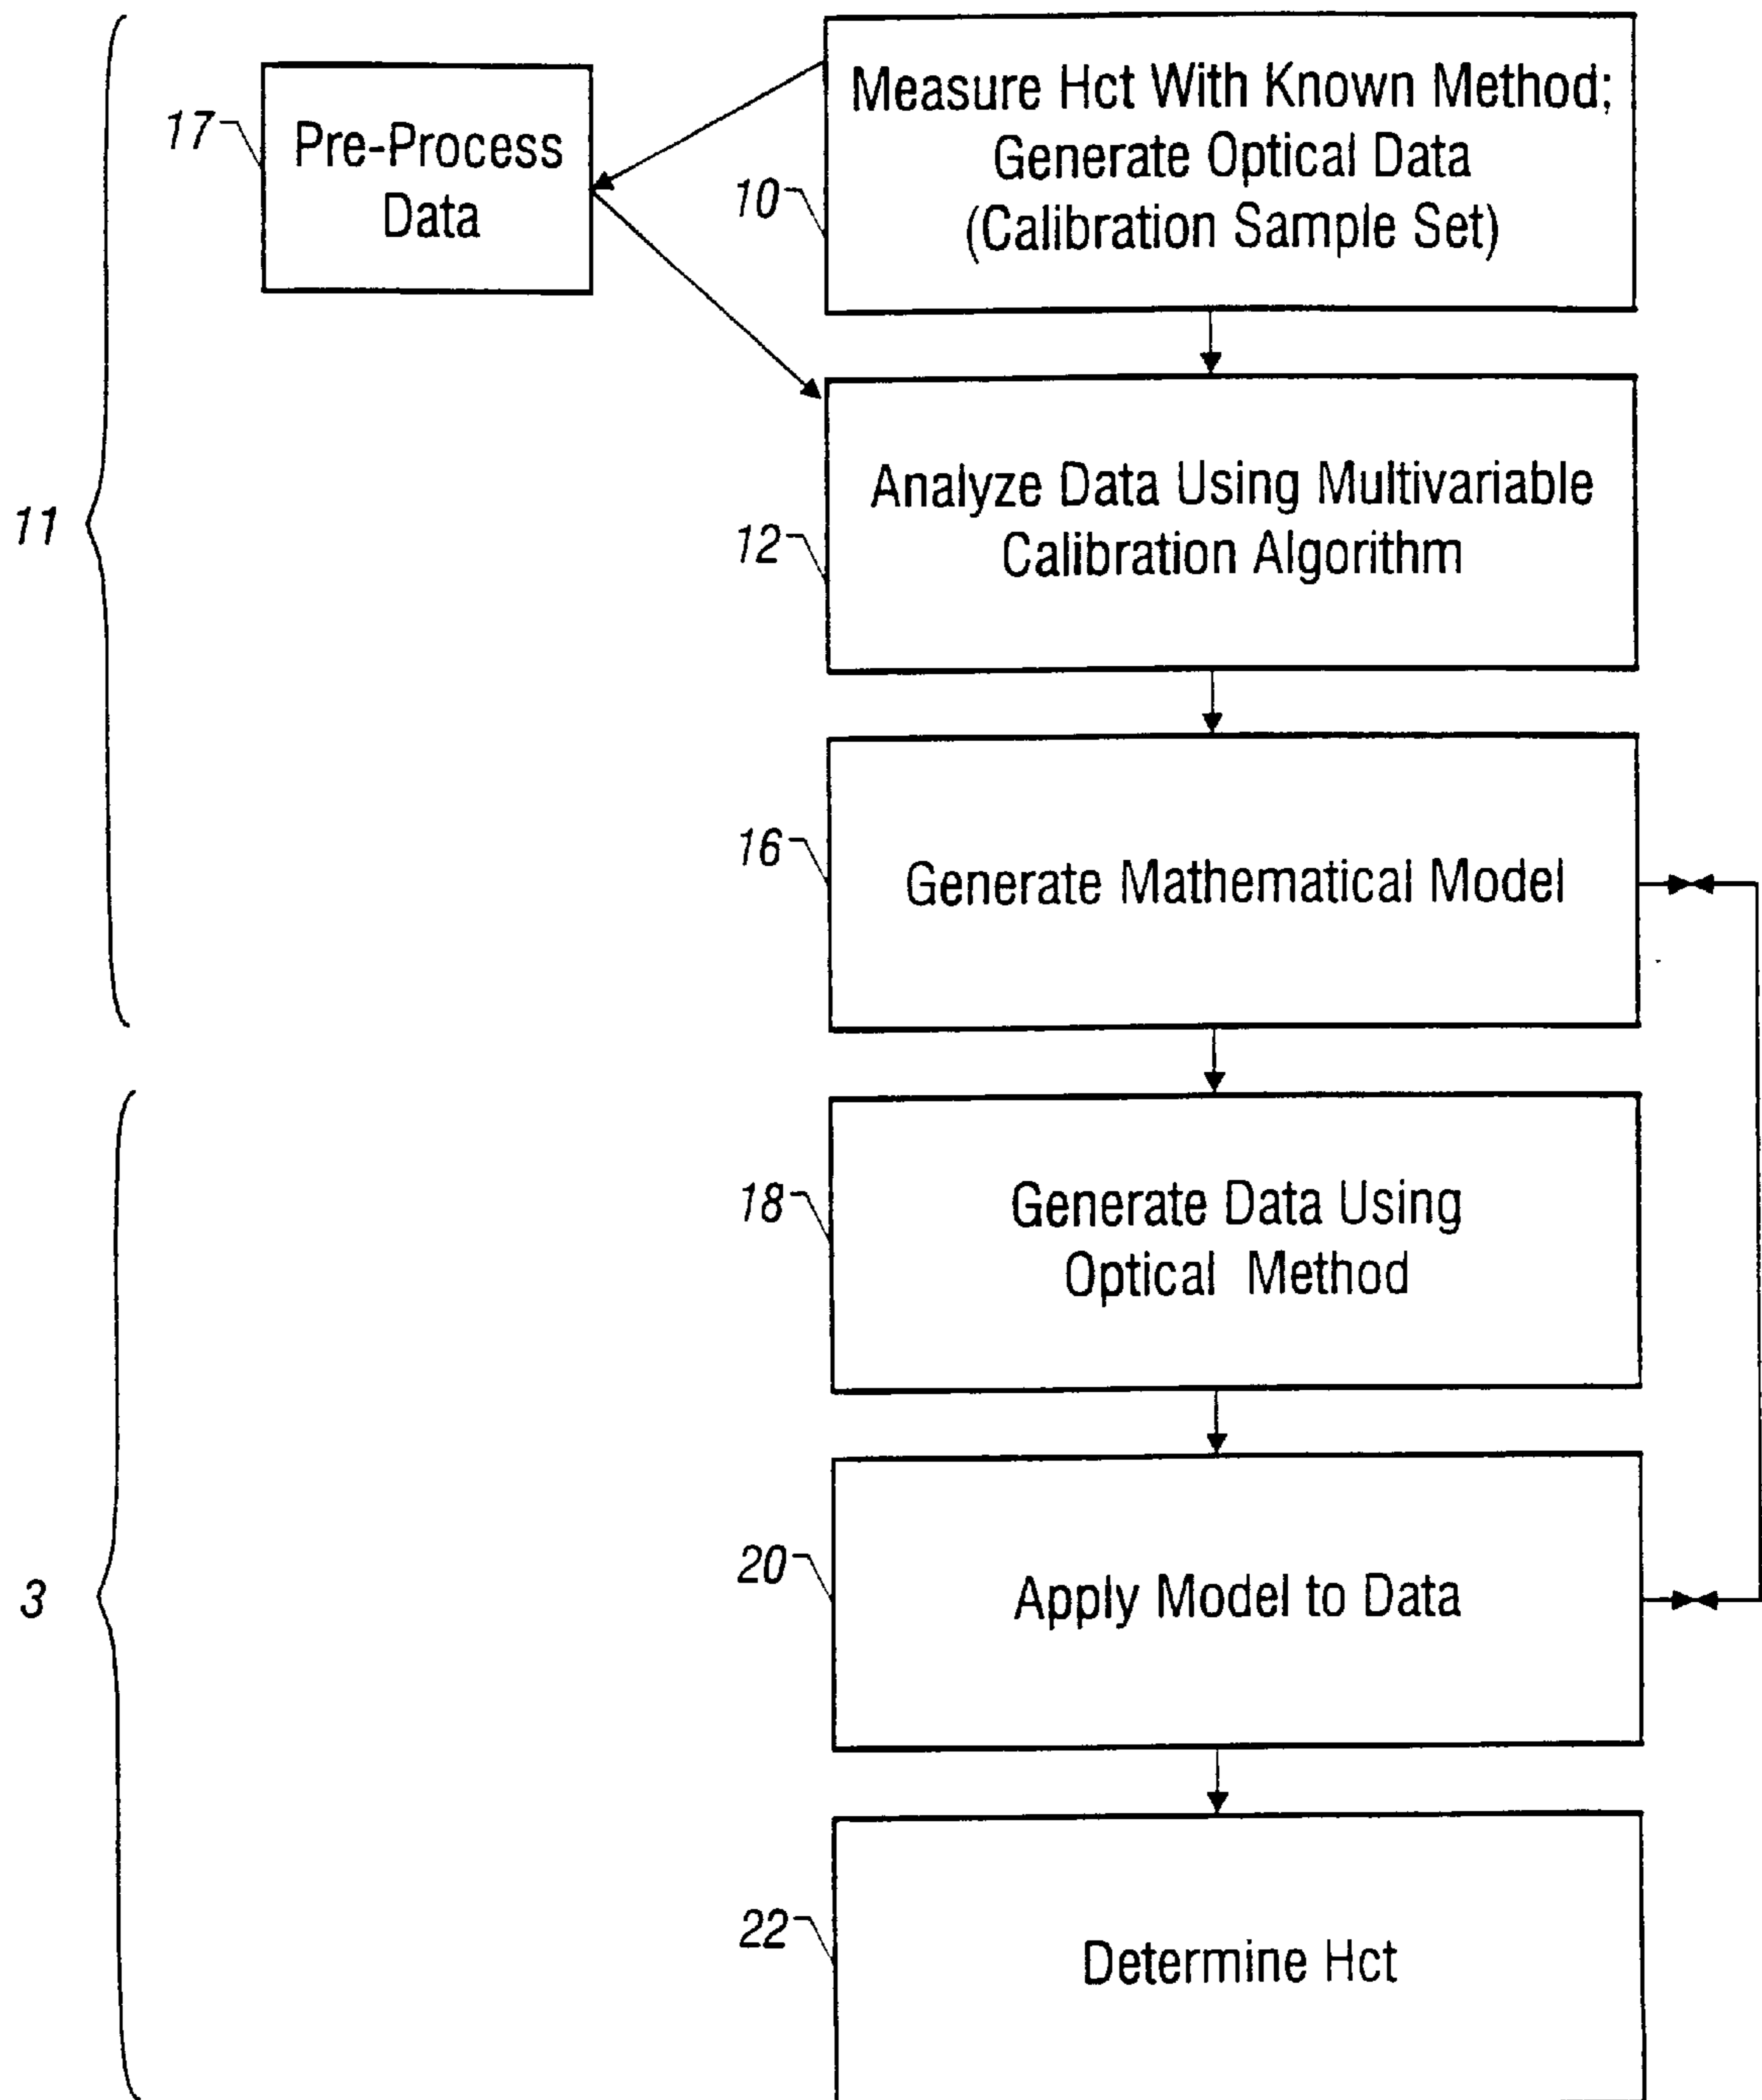 Measure Hct With Known Method;
Generate Optical Data
(Calibration Sample Set)
10
Pre-Process
Data
17
11
Analyze Data Using Multivariable
Calibration Algorithm
12
Generate Mathematical Model
16
Generate Data Using
Optical Method
18
3
Apply Model to Data
20
Determine Hct
22